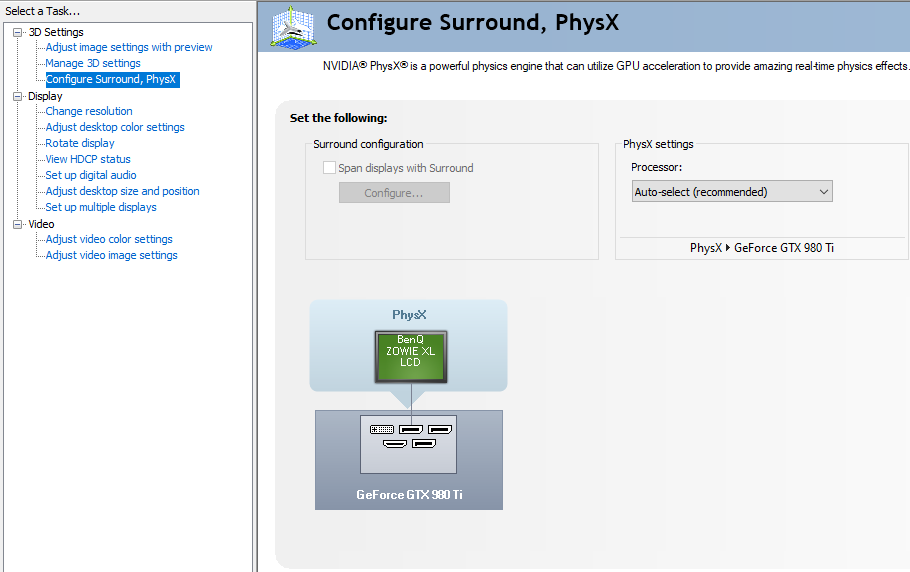 Select a Task...
3D Settings
Adjust image settings with preview
Manage 3D settings
Configure Surround, PhysX
Display
Change resolution
Adjust desktop color settings
Rotate display
View HDCP status
Set up digital audio
Adjust desktop size and position
Set up multiple displays
Video
Adjust video color settings
Adjust video image settings
Configure Surround, PhysX
NVIDIA® PhysX® is a powerful physics engine that can utilize GPU acceleration to provide amazing real-time physics effects.
Set the following:
Surround configuration
Span displays with Surround
Configure...
PhysX settings
Processor:
Auto-select (recommended)
PhysX ▸ GeForce GTX 980 Ti
PhysX
BenQ
ZOWIE XL
LCD
GeForce GTX 980 Ti